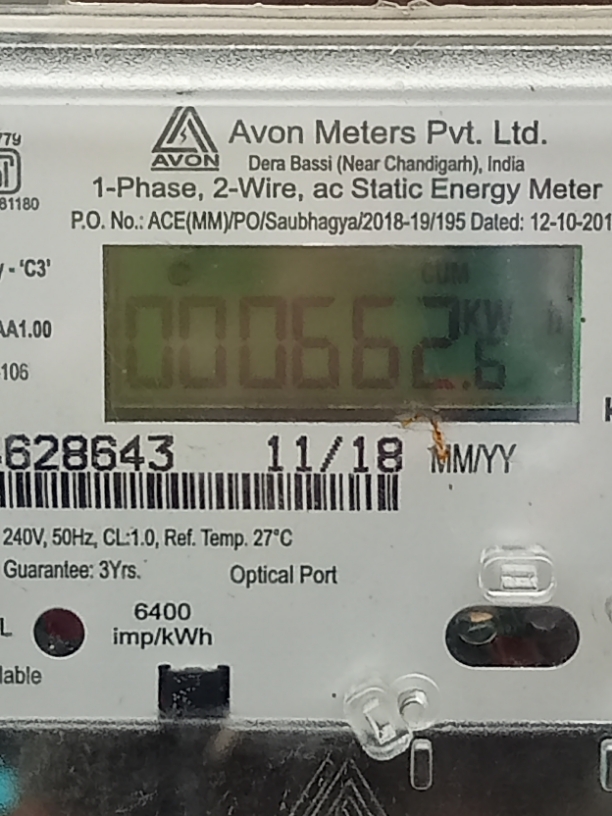 779
81180
AVON
Avon Meters Pvt. Ltd.
Dera Bassi (Near Chandigarh), India
1-Phase, 2-Wire, ac Static Energy Meter
P.O. No.: ACE(MM)/PO/Saubhagya/2018-19/195 Dated: 12-10-201
y - 'C3'
CUM
AA1.00
000662.6 KW h
-106
628643 11/18 MM/YY
240V, 50Hz, CL:1.0, Ref. Temp. 27°C
Guarantee: 3Yrs. Optical Port
6400
imp/kWh
lable